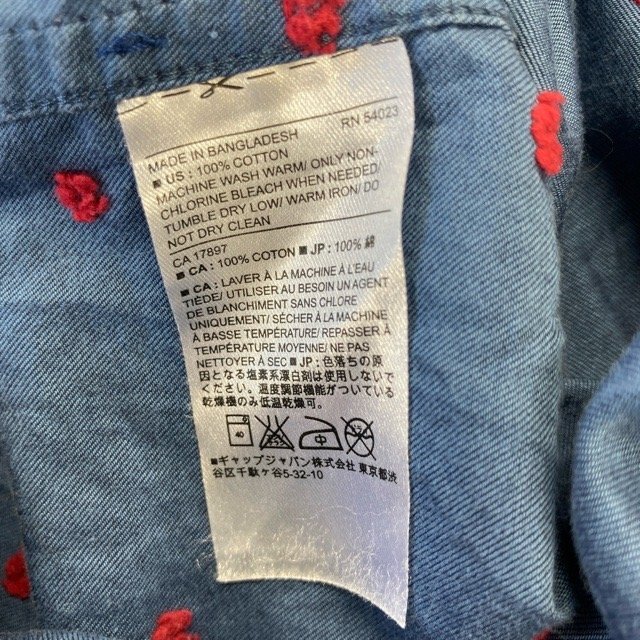 MADE IN BANGLADESH RN 54023
■ US : 100% COTTON
MACHINE WASH WARM/ ONLY NON-
CHLORINE BLEACH WHEN NEEDED/
TUMBLE DRY LOW/ WARM IRON/ DO
NOT DRY CLEAN
CA 17897
■ CA : 100% COTON ■ JP : 100% 綿
■ CA : LAVER À LA MACHINE À L'EAU
TIÈDE/ UTILISER AU BESOIN UN AGENT
DE BLANCHIMENT SANS CHLORE
UNIQUEMENT/ SÉCHER À LA MACHINE
À BASSE TEMPÉRATURE/ REPASSER À
TEMPÉRATURE MOYENNE/ NE PAS
NETTOYER À SEC ■ JP : 色落ちの原
因となる塩素系漂白剤は使用しないで
ください。温度調節機能がついている
乾燥機のみ低温乾燥可。
40 中
■ギャップジャパン株式会社 東京都渋
谷区千駄ケ谷5-32-10